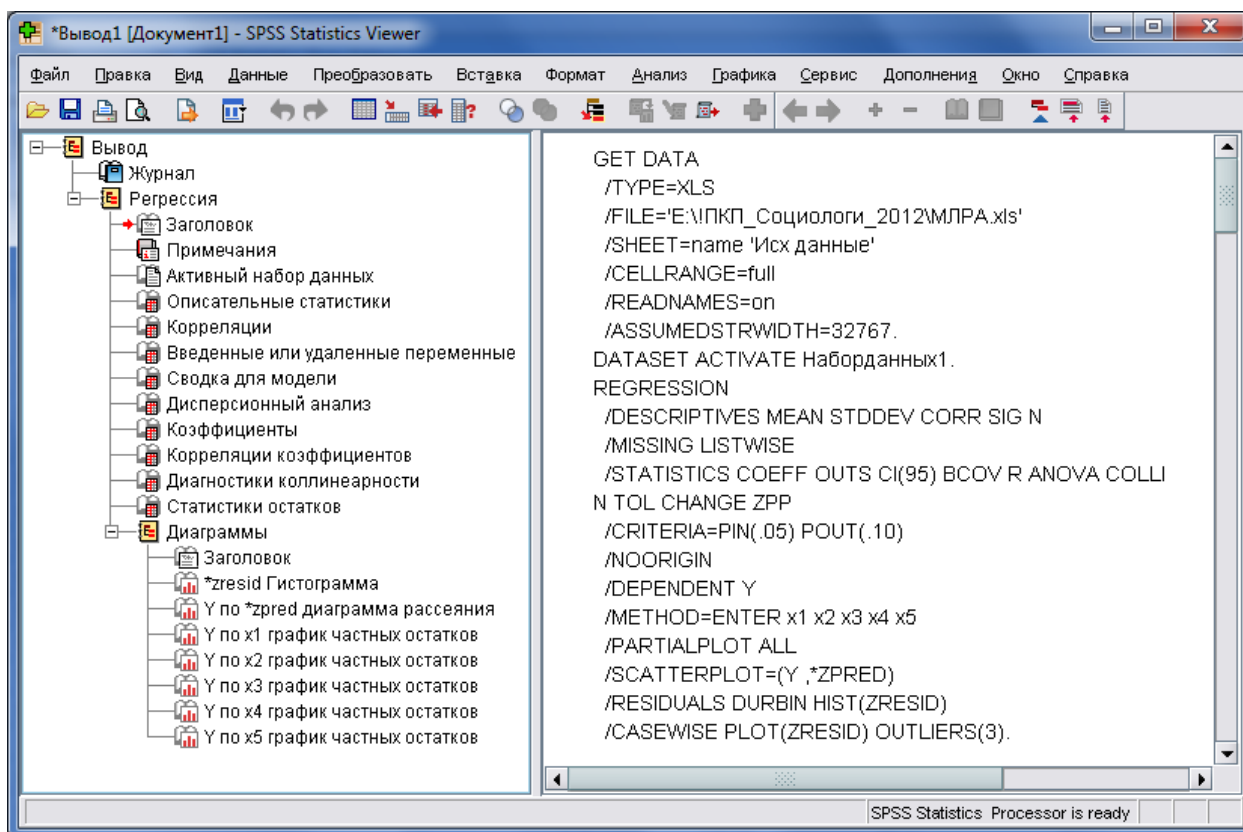 *Вывод1 [Документ1] - SPSS Statistics Viewer
Файл Правка Вид Данные Преобразовать Вставка Формат Анализ Графика Сервис Дополнения Окно Справка
Вывод
Журнал
Регрессия
Заголовок
Примечания
Активный набор данных
Описательные статистики
Корреляции
Введенные или удаленные переменные
Сводка для модели
Дисперсионный анализ
Коэффициенты
Корреляции коэффициентов
Диагностики коллинеарности
Статистики остатков
Диаграммы
Заголовок
*zresid Гистограмма
Y по *zpred диаграмма рассеяния
Y по x1 график частных остатков
Y по x2 график частных остатков
Y по x3 график частных остатков
Y по x4 график частных остатков
Y по x5 график частных остатков
GET DATA
/TYPE=XLS
/FILE='E:\!ПКП_Социологи_2012\МЛРА.xls'
/SHEET=name 'Исх данные'
/CELLRANGE=full
/READNAMES=on
/ASSUMEDSTRWIDTH=32767.
DATASET ACTIVATE Наборданных1.
REGRESSION
/DESCRIPTIVES MEAN STDDEV CORR SIG N
/MISSING LISTWISE
/STATISTICS COEFF OUTS CI(95) BCOV R ANOVA COLLI
N TOL CHANGE ZPP
/CRITERIA=PIN(.05) POUT(.10)
/NOORIGIN
/DEPENDENT Y
/METHOD=ENTER x1 x2 x3 x4 x5
/PARTIALPLOT ALL
/SCATTERPLOT=(Y ,*ZPRED)
/RESIDUALS DURBIN HIST(ZRESID)
/CASEWISE PLOT(ZRESID) OUTLIERS(3).
SPSS Statistics Processor is ready